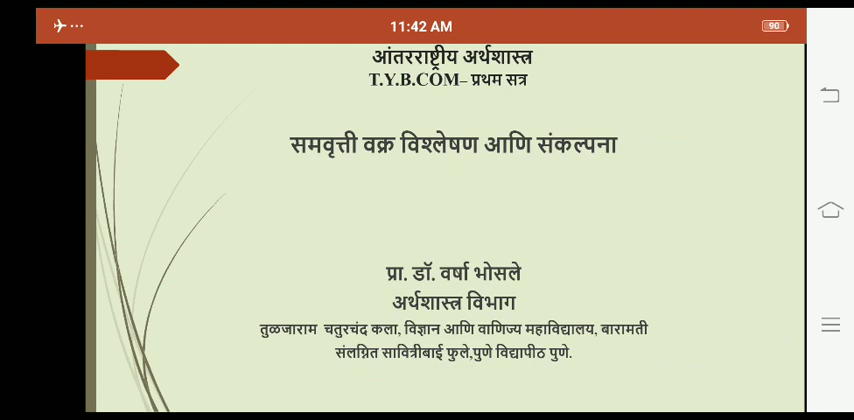 11:42 AM
90
आंतरराष्ट्रीय अर्थशास्त्र
T.Y.B.COM– प्रथम सत्र
समवृत्ती वक्र विश्लेषण आणि संकल्पना
प्रा. डॉ. वर्षा भोसले
अर्थशास्त्र विभाग
तुळजाराम चतुरचंद कला, विज्ञान आणि वाणिज्य महाविद्यालय, बारामती
संलग्नित सावित्रीबाई फुले,पुणे विद्यापीठ पुणे.